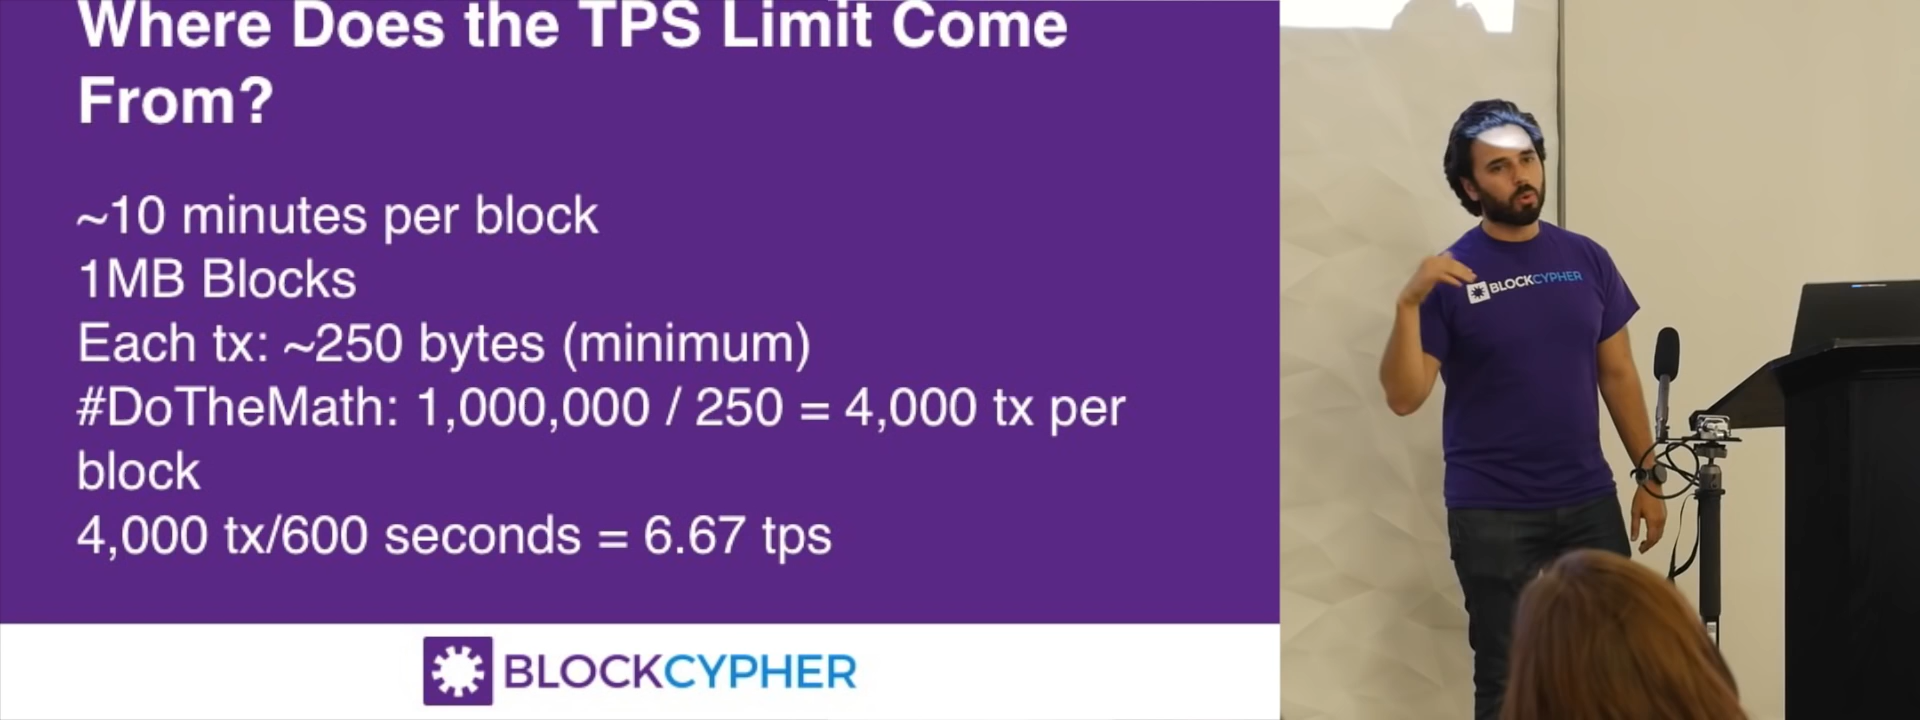 Where Does the TPS Limit Come
From?
~10 minutes per block
1MB Blocks
Each tx: ~250 bytes (minimum)
#DoTheMath: 1,000,000 / 250 = 4,000 tx per
block
4,000 tx/600 seconds = 6.67 tps
BLOCKCYPHER
BLOCKCYPHER